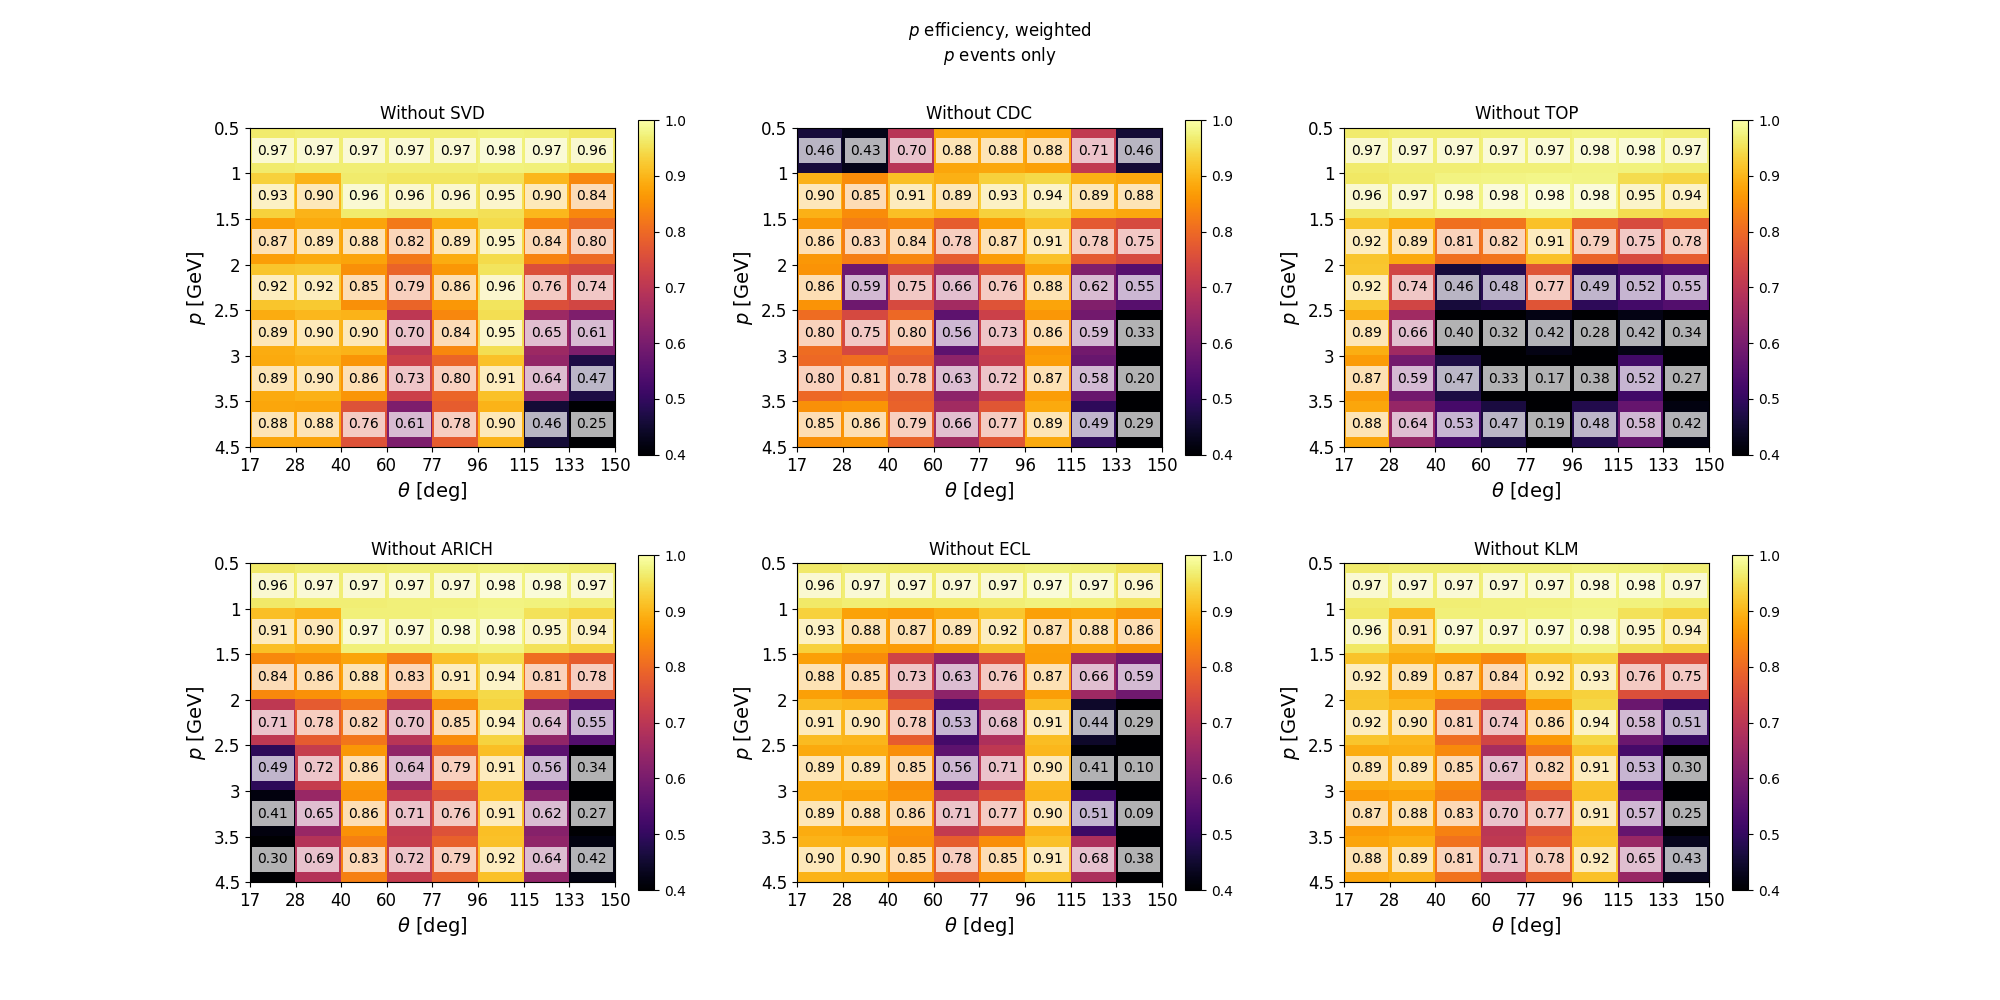 p efficiency, weighted
p events only
Without SVD
Without CDC
Without TOP
0.5 0.97 0.97 0.97 0.97 0.97 0.98 0.97 0.96 1.0
1 0.93 0.90 0.96 0.96 0.96 0.95 0.90 0.84 0.9
1.5 0.87 0.89 0.88 0.82 0.89 0.95 0.84 0.80 0.8
2 0.92 0.92 0.85 0.79 0.86 0.96 0.76 0.74 0.7
2.5 0.89 0.90 0.90 0.70 0.84 0.95 0.65 0.61 0.6
3 0.89 0.90 0.86 0.73 0.80 0.91 0.64 0.47 0.5
3.5 0.88 0.88 0.76 0.61 0.78 0.90 0.46 0.25 0.4
4.5
p [GeV]
17 28 40 60 77 96 115 133 150
θ [deg]
0.5 0.46 0.43 0.70 0.88 0.88 0.88 0.71 0.46 1.0
1 0.90 0.85 0.91 0.89 0.93 0.94 0.89 0.88 0.9
1.5 0.86 0.83 0.84 0.78 0.87 0.91 0.78 0.75 0.8
2 0.86 0.59 0.75 0.66 0.76 0.88 0.62 0.55 0.7
2.5 0.80 0.75 0.80 0.56 0.73 0.86 0.59 0.33 0.6
3 0.80 0.81 0.78 0.63 0.72 0.87 0.58 0.20 0.5
3.5 0.85 0.86 0.79 0.66 0.77 0.89 0.49 0.29 0.4
4.5
p [GeV]
17 28 40 60 77 96 115 133 150
θ [deg]
0.5 0.97 0.97 0.97 0.97 0.97 0.98 0.98 0.97 1.0
1 0.96 0.97 0.98 0.98 0.98 0.98 0.95 0.94 0.9
1.5 0.92 0.89 0.81 0.82 0.91 0.79 0.75 0.78 0.8
2 0.92 0.74 0.46 0.48 0.77 0.49 0.52 0.55 0.7
2.5 0.89 0.66 0.40 0.32 0.42 0.28 0.42 0.34 0.6
3 0.87 0.59 0.47 0.33 0.17 0.38 0.52 0.27 0.5
3.5 0.88 0.64 0.53 0.47 0.19 0.48 0.58 0.42 0.4
4.5
p [GeV]
17 28 40 60 77 96 115 133 150
θ [deg]
Without ARICH
Without ECL
Without KLM
0.5 0.96 0.97 0.97 0.97 0.97 0.98 0.98 0.97 1.0
1 0.91 0.90 0.97 0.97 0.98 0.98 0.95 0.94 0.9
1.5 0.84 0.86 0.88 0.83 0.91 0.94 0.81 0.78 0.8
2 0.71 0.78 0.82 0.70 0.85 0.94 0.64 0.55 0.7
2.5 0.49 0.72 0.86 0.64 0.79 0.91 0.56 0.34 0.6
3 0.41 0.65 0.86 0.71 0.76 0.91 0.62 0.27 0.5
3.5 0.30 0.69 0.83 0.72 0.79 0.92 0.64 0.42 0.4
4.5
p [GeV]
17 28 40 60 77 96 115 133 150
θ [deg]
0.5 0.96 0.97 0.97 0.97 0.97 0.97 0.97 0.96 1.0
1 0.93 0.88 0.87 0.89 0.92 0.87 0.88 0.86 0.9
1.5 0.88 0.85 0.73 0.63 0.76 0.87 0.66 0.59 0.8
2 0.91 0.90 0.78 0.53 0.68 0.91 0.44 0.29 0.7
2.5 0.89 0.89 0.85 0.56 0.71 0.90 0.41 0.10 0.6
3 0.89 0.88 0.86 0.71 0.77 0.90 0.51 0.09 0.5
3.5 0.90 0.90 0.85 0.78 0.85 0.91 0.68 0.38 0.4
4.5
p [GeV]
17 28 40 60 77 96 115 133 150
θ [deg]
0.5 0.97 0.97 0.97 0.97 0.97 0.98 0.98 0.97 1.0
1 0.96 0.91 0.97 0.97 0.97 0.98 0.95 0.94 0.9
1.5 0.92 0.89 0.87 0.84 0.92 0.93 0.76 0.75 0.8
2 0.92 0.90 0.81 0.74 0.86 0.94 0.58 0.51 0.7
2.5 0.89 0.89 0.85 0.67 0.82 0.91 0.53 0.30 0.6
3 0.87 0.88 0.83 0.70 0.77 0.91 0.57 0.25 0.5
3.5 0.88 0.89 0.81 0.71 0.78 0.92 0.65 0.43 0.4
4.5
p [GeV]
17 28 40 60 77 96 115 133 150
θ [deg]